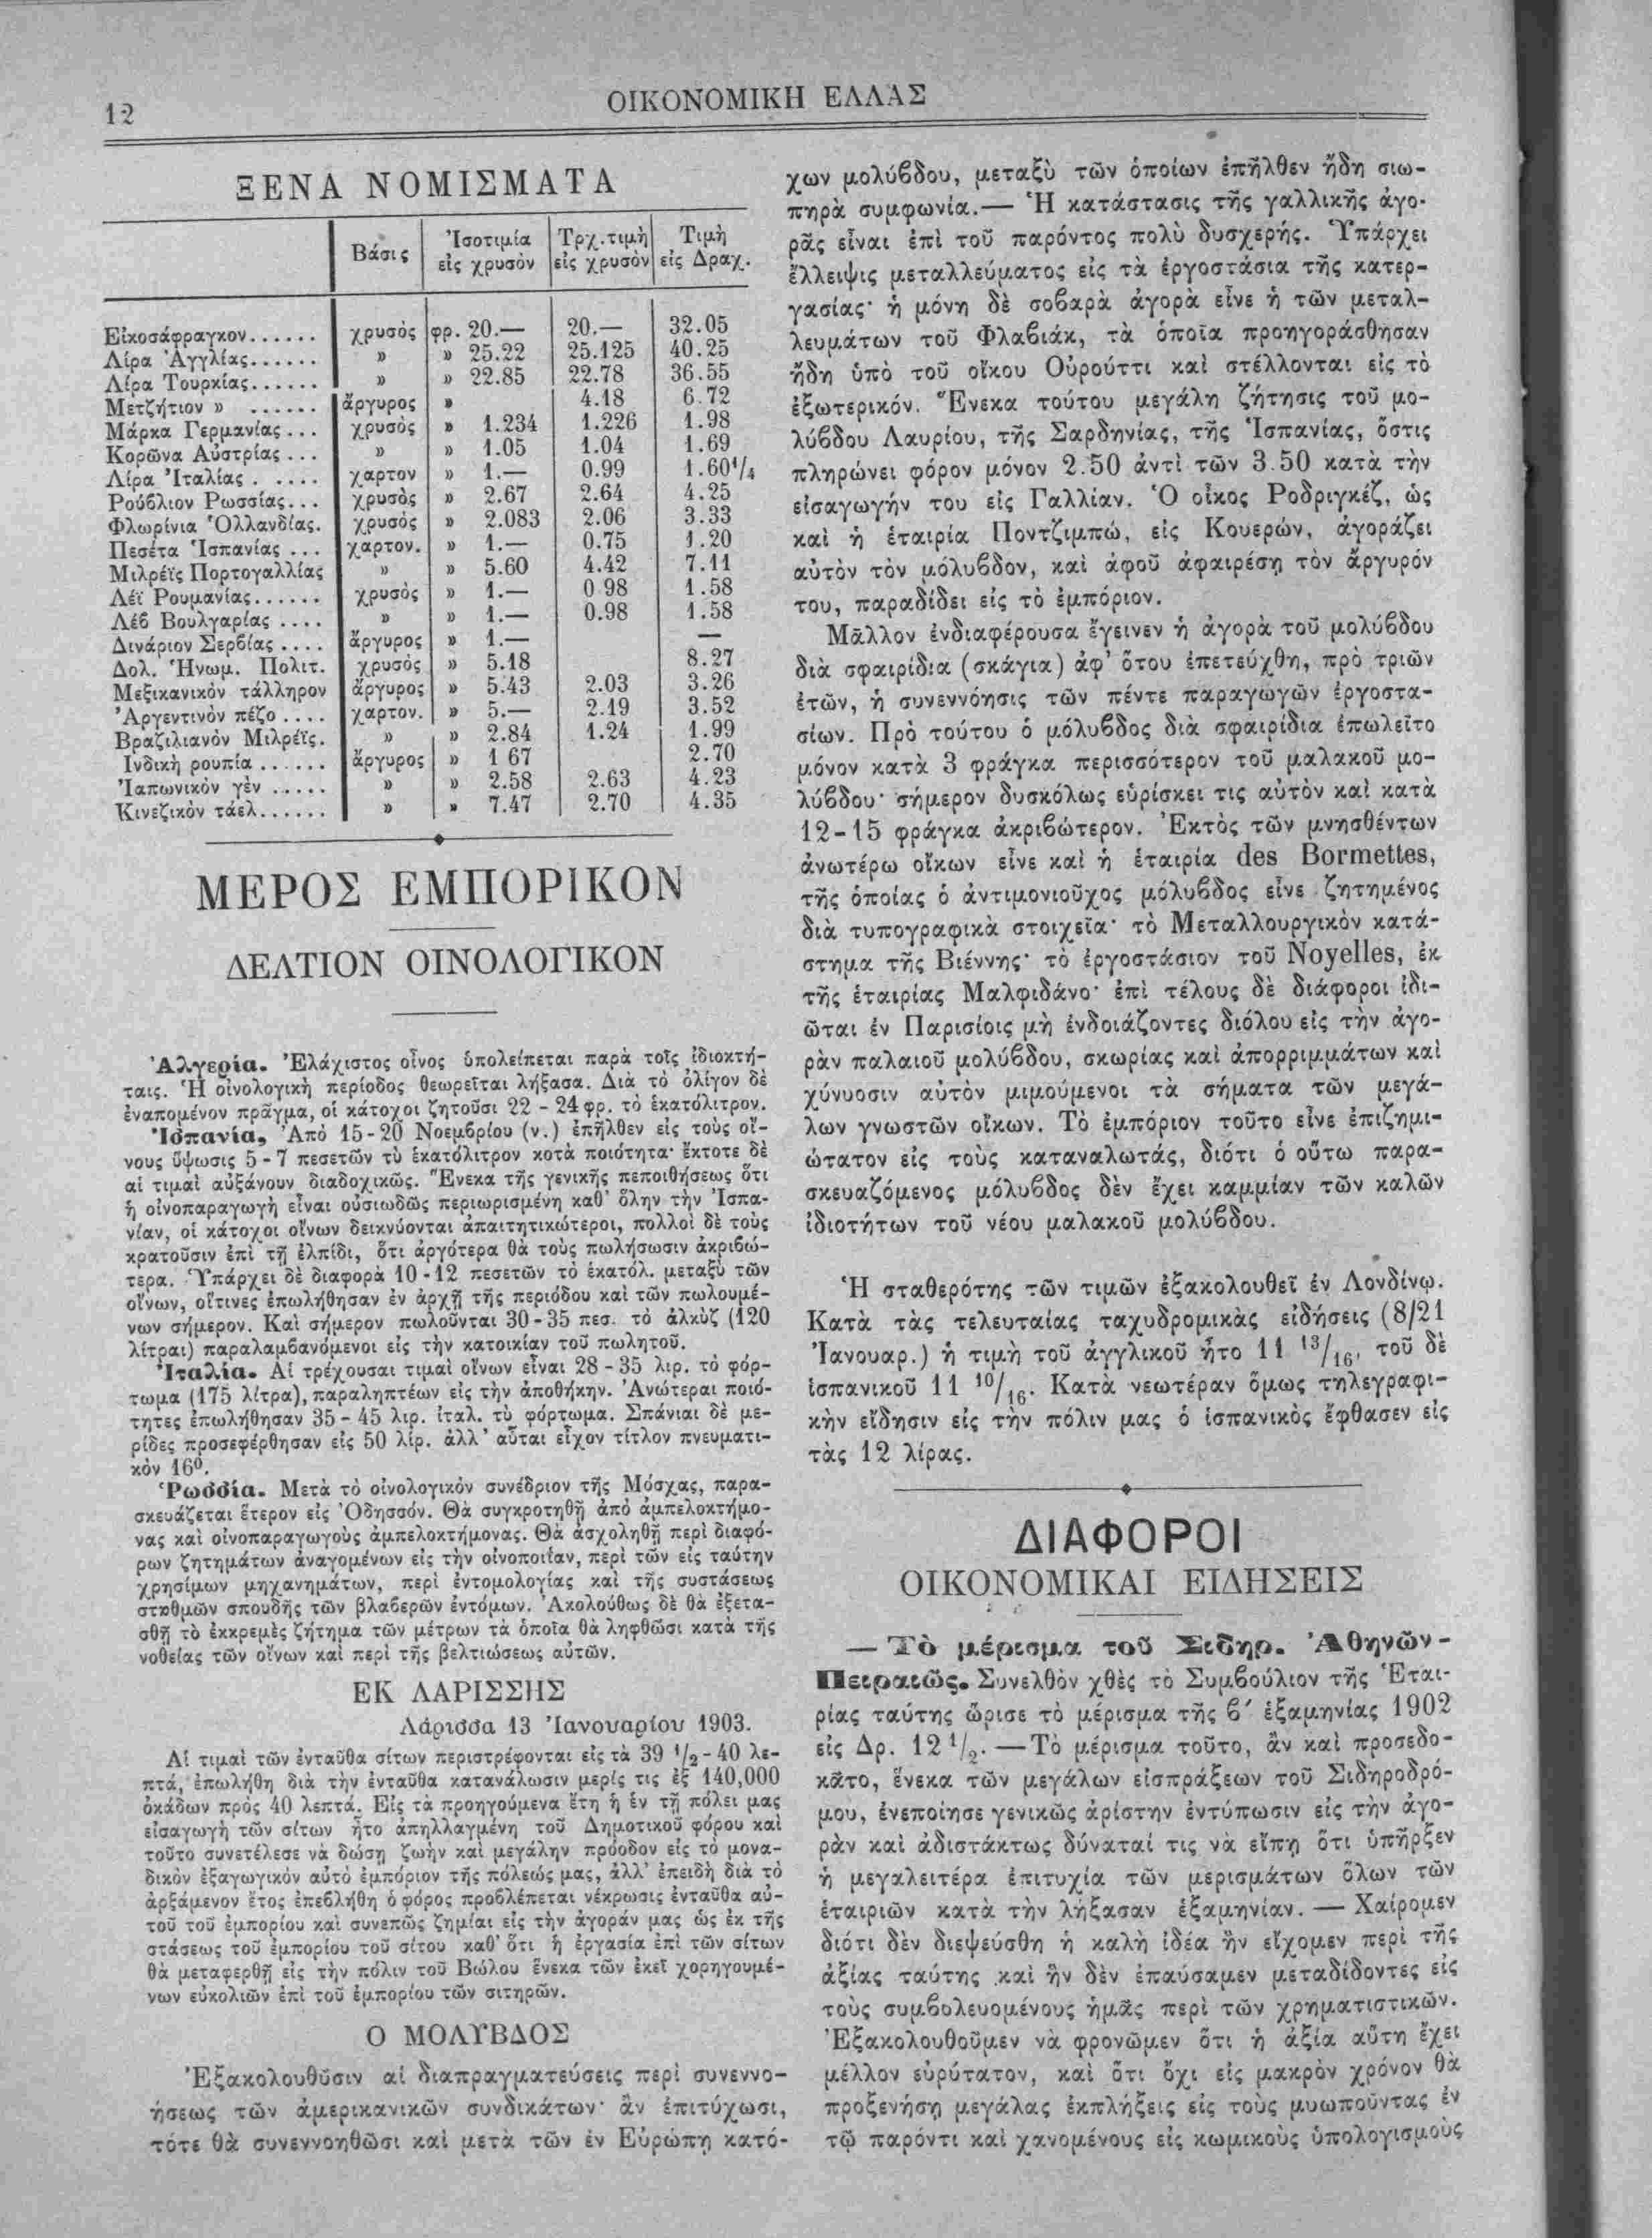 12
ΟΙΚΟΝΟΜΙΚΗ ΕΛΛΑΣ
ΞΕΝΑ ΝΟΜΙΣΜΑΤΑ
Βάσις Ἰσοτιμία εἰς χρυσὸν Τρχ.τιμὴ εἰς χρυσὸν Τιμὴ εἰς Δραχ.
Εἰκοσάφραγκον...... χρυσὸς φρ. 20.— 20.— 32.05
Λίρα Ἀγγλίας...... » » 25.22 25.125 40.25
Λίρα Τουρκίας...... » » 22.85 22.78 36.55
Μετζήτιον » ...... ἄργυρος » 4.18 6.72
Μάρκα Γερμανίας... χρυσὸς » 1.234 1.226 1.98
Κορῶνα Αὐστρίας... » » 1.05 1.04 1.69
Λίρα Ἰταλίας. .... χαρτον » 1.— 0.99 1.60¹/₄
Ρούβλιον Ρωσσίας... χρυσὸς » 2.67 2.64 4.25
Φλωρίνια Ὁλλανδίας. χρυσὸς » 2.083 2.06 3.33
Πεσέτα Ἱσπανίας ... χαρτον. » 1.— 0.75 1.20
Μιλρέϊς Πορτογαλλίας » » 5.60 4.42 7.11
Λέϊ Ρουμανίας...... χρυσὸς » 1.— 0 98 1.58
Λέβ Βουλγαρίας .... » » 1.— 0.98 1.58
Δινάριον Σερβίας .... ἄργυρος » 1.— —
Δολ. Ἡνωμ. Πολιτ. χρυσὸς » 5.18 8.27
Μεξικανικὸν τάλληρον ἄργυρος » 5.43 2.03 3.26
Ἀργεντινὸν πέζο .... χαρτον. » 5.— 2.19 3.52
Βραζιλιανὸν Μιλρέϊς. » » 2.84 1.24 1.99
Ινδικὴ ρουπία ...... ἄργυρος » 1 67 2.70
Ἰαπωνικὸν γὲν ..... » » 2.58 2.63 4.23
Κινεζικὸν τάελ...... » » 7.47 2.70 4.35
ΜΕΡΟΣ ΕΜΠΟΡΙΚΟΝ
ΔΕΛΤΙΟΝ ΟΙΝΟΛΟΓΙΚΟΝ
Ἀλγερία. Ἐλάχιστος οἶνος ὑπολείπεται παρὰ τοῖς ἰδιοκτή-
ταις. Ἡ οἰνολογικὴ περίοδος θεωρεῖται λήξασα. Διὰ τὸ ὀλίγον δὲ
ἐναπομένον πρᾶγμα, οἱ κάτοχοι ζητοῦσι 22 - 24 φρ. τὸ ἑκατόλιτρον.
Ἱσπανία, Ἀπὸ 15-20 Νοεμβρίου (ν.) ἐπῆλθεν εἰς τοὺς οἴ-
νους ὕψωσις 5-7 πεσετῶν τὺ ἑκατόλιτρον κοτὰ ποιότητα· ἔκτοτε δὲ
αἱ τιμαὶ αὐξάνουν διαδοχικῶς. Ἕνεκα τῆς γενικῆς πεποιθήσεως ὅτι
ἡ οἰνοπαραγωγὴ εἶναι οὐσιωδῶς περιωρισμένη καθ' ὅλην τὴν Ἰσπα-
νίαν, οἱ κάτοχοι οἴνων δεικνύονται ἀπαιτητικώτεροι, πολλοὶ δὲ τοὺς
κρατοῦσιν ἐπὶ τῇ ἐλπίδι, ὅτι ἀργότερα θὰ τοὺς πωλήσωσιν ἀκριβώ-
τερα. Ὑπάρχει δὲ διαφορὰ 10-12 πεσετῶν τὸ ἑκατόλ. μεταξὺ τῶν
οἴνων, οἵτινες ἐπωλήθησαν ἐν ἀρχῇ τῆς περιόδου καὶ τῶν πωλουμέ-
νων σήμερον. Καὶ σήμερον πωλοῦνται 30-35 πεσ. τὸ ἀλκὺζ (120
λίτραι) παραλαμβανόμενοι εἰς τὴν κατοικίαν τοῦ πωλητοῦ.
Ἰταλία. Αἱ τρέχουσαι τιμαὶ οἴνων εἶναι 28-35 λιρ. τὸ φόρ-
τωμα (175 λίτρα), παραληπτέων εἰς τὴν ἀποθήκην. Ἀνώτεραι ποιό-
τητες ἐπωλήθησαν 35-45 λιρ. ἰταλ. τὺ φόρτωμα. Σπάνιαι δὲ με-
ρίδες προσεφέρθησαν εἰς 50 λίρ. ἀλλ' αὗται εἶχον τίτλον πνευματι-
κὸν 16⁰.
Ῥωσσία. Μετὰ τὸ οἰνολογικὸν συνέδριον τῆς Μόσχας, παρα-
σκευάζεται ἕτερον εἰς Ὀδησσόν. Θὰ συγκροτηθῇ ἀπὸ ἀμπελοκτήμο-
νας καὶ οἰνοπαραγωγοὺς ἀμπελοκτήμονας. Θὰ ἀσχοληθῇ περὶ διαφό-
ρων ζητημάτων ἀναγομένων εἰς τὴν οἰνοποιΐαν, περὶ τῶν εἰς ταύτην
χρησίμων μηχανημάτων, περὶ ἐντομολογίας καὶ τῆς συστάσεως
σταθμῶν σπουδῆς τῶν βλαβερῶν ἐντόμων. Ἀκολούθως δὲ θὰ ἐξετα-
σθῇ τὸ ἐκκρεμὲς ζήτημα τῶν μέτρων τὰ ὁποῖα θὰ ληφθῶσι κατὰ τῆς
νοθείας τῶν οἴνων καὶ περὶ τῆς βελτιώσεως αὐτῶν.
ΕΚ ΛΑΡΙΣΣΗΣ
Λάρισσα 13 Ἰανουαρίου 1903.
Αἱ τιμαὶ τῶν ἐνταῦθα σίτων περιστρέφονται εἰς τὰ 39 ¹/₂-40 λε-
πτά, ἐπωλήθη διὰ τὴν ἐνταῦθα κατανάλωσιν μερίς τις ἐξ 140,000
ὀκάδων πρὸς 40 λεπτά. Εἰς τὰ προηγούμενα ἔτη ἡ ἐν τῇ πόλει μας
εἰσαγωγὴ τῶν σίτων ἦτο ἀπηλλαγμένη τοῦ Δημοτικοῦ φόρου καὶ
τοῦτο συνετέλεσε νὰ δώσῃ ζωὴν καὶ μεγάλην πρόοδον εἰς τὸ μονα-
δικὸν ἐξαγωγικὸν αὐτὸ ἐμπόριον τῆς πόλεώς μας, ἀλλ' ἐπειδὴ διὰ τὸ
ἀρξάμενον ἔτος ἐπεβλήθη ὁ φόρος προβλέπεται νέκρωσις ἐνταῦθα αὐ-
τοῦ τοῦ ἐμπορίου καὶ συνεπῶς ζημίαι εἰς τὴν ἀγοράν μας ὡς ἐκ τῆς
στάσεως τοῦ ἐμπορίου τοῦ σίτου καθ' ὅτι ἡ ἐργασία ἐπὶ τῶν σίτων
θὰ μεταφερθῇ εἰς τὴν πόλιν τοῦ Βώλου ἕνεκα τῶν ἐκεῖ χορηγουμέ-
νων εὐκολιῶν ἐπὶ τοῦ ἐμπορίου τῶν σιτηρῶν.
Ο ΜΟΛΥΒΔΟΣ
Ἐξακολουθῦσιν αἱ διαπραγματεύσεις περὶ συνεννο-
ήσεως τῶν ἀμερικανικῶν συνδικάτων· ἂν ἐπιτύχωσι,
τότε θὰ συνεννοηθῶσι καὶ μετὰ τῶν ἐν Εὐρώπῃ κατό-
χων μολύβδου, μεταξὺ τῶν ὁποίων ἐπῆλθεν ἤδη σιω-
πηρὰ συμφωνία.— Ἡ κατάστασις τῆς γαλλικῆς ἀγο-
ρᾶς εἶναι ἐπὶ τοῦ παρόντος πολὺ δυσχερής. Ὑπάρχει
ἔλλειψις μεταλλεύματος εἰς τὰ ἐργοστάσια τῆς κατερ-
γασίας· ἡ μόνη δὲ σοβαρὰ ἀγορὰ εἶνε ἡ τῶν μεταλ-
λευμάτων τοῦ Φλαβιάκ, τὰ ὁποῖα προηγοράσθησαν
ἤδη ὑπὸ τοῦ οἴκου Οὐρούττι καὶ στέλλονται εἰς τὸ
ἐξωτερικόν. Ἕνεκα τούτου μεγάλη ζήτησις τοῦ μο-
λύβδου Λαυρίου, τῆς Σαρδηνίας, τῆς Ἱσπανίας, ὅστις
πληρώνει φόρον μόνον 2.50 ἀντὶ τῶν 3.50 κατὰ τὴν
εἰσαγωγήν του εἰς Γαλλίαν. Ὁ οἶκος Ροδριγκέζ, ὡς
καὶ ἡ ἑταιρία Ποντζιμπώ, εἰς Κουερών, ἀγοράζει
αὐτὸν τὸν μόλυβδον, καὶ ἀφοῦ ἀφαιρέσῃ τὸν ἄργυρόν
του, παραδίδει εἰς τὸ ἐμπόριον.
Μᾶλλον ἐνδιαφέρουσα ἔγεινεν ἡ ἀγορὰ τοῦ μολύβδου
διὰ σφαιρίδια (σκάγια) ἀφ' ὅτου ἐπετεύχθη, πρὸ τριῶν
ἐτῶν, ἡ συνεννόησις τῶν πέντε παραγωγῶν ἐργοστα-
σίων. Πρὸ τούτου ὁ μόλυβδος διὰ σφαιρίδια ἐπωλεῖτο
μόνον κατὰ 3 φράγκα περισσότερον τοῦ μαλακοῦ μο-
λύβδου· σήμερον δυσκόλως εὑρίσκει τις αὐτὸν καὶ κατὰ
12-15 φράγκα ἀκριβώτερον. Ἐκτὸς τῶν μνησθέντων
ἀνωτέρω οἴκων εἶνε καὶ ἡ ἑταιρία des Bormettes,
τῆς ὁποίας ὁ ἀντιμονιοῦχος μόλυβδος εἶνε ζητημένος
διὰ τυπογραφικὰ στοιχεῖα· τὸ Μεταλλουργικὸν κατά-
στημα τῆς Βιέννης· τὸ ἐργοστάσιον τοῦ Noyelles, ἐκ
τῆς ἑταιρίας Μαλφιδάνο· ἐπὶ τέλους δὲ διάφοροι ἰδι-
ῶται ἐν Παρισίοις μὴ ἐνδοιάζοντες διόλου εἰς τὴν ἀγο-
ρὰν παλαιοῦ μολύβδου, σκωρίας καὶ ἀπορριμμάτων καὶ
χύνυοσιν αὐτὸν μιμούμενοι τὰ σήματα τῶν μεγά-
λων γνωστῶν οἴκων. Τὸ ἐμπόριον τοῦτο εἶνε ἐπιζημι-
ώτατον εἰς τοὺς καταναλωτάς, διότι ὁ οὕτω παρα-
σκευαζόμενος μόλυβδος δὲν ἔχει καμμίαν τῶν καλῶν
ἰδιοτήτων τοῦ νέου μαλακοῦ μολύβδου.
Ἡ σταθερότης τῶν τιμῶν ἐξακολουθεῖ ἐν Λονδίνῳ.
Κατὰ τὰς τελευταίας ταχυδρομικὰς εἰδήσεις (8/21
Ἰανουαρ.) ἡ τιμὴ τοῦ ἀγγλικοῦ ἦτο 11 ¹³/₁₆, τοῦ δὲ
ἱσπανικοῦ 11 ¹⁰/₁₆. Κατὰ νεωτέραν ὅμως τηλεγραφι-
κὴν εἴδησιν εἰς τὴν πόλιν μας ὁ ἱσπανικὸς ἔφθασεν εἰς
τὰς 12 λίρας.
ΔΙΑΦΟΡΟΙ
ΟΙΚΟΝΟΜΙΚΑΙ ΕΙΔΗΣΕΙΣ
— Τὸ μέρισμα τοῦ Σιδηρ. Ἀθηνῶν-
Πειραιῶς. Συνελθὸν χθὲς τὸ Συμβούλιον τῆς Ἑται-
ρίας ταύτης ὥρισε τὸ μέρισμα τῆς β′ ἑξαμηνίας 1902
εἰς Δρ. 12 ¹/₂. —Τὸ μέρισμα τοῦτο, ἂν καὶ προσεδο-
κᾶτο, ἕνεκα τῶν μεγάλων εἰσπράξεων τοῦ Σιδηροδρό-
μου, ἐνεποίησε γενικῶς ἀρίστην ἐντύπωσιν εἰς τὴν ἀγο-
ρὰν καὶ ἀδιστάκτως δύναταί τις νὰ εἴπῃ ὅτι ὑπῆρξεν
ἡ μεγαλειτέρα ἐπιτυχία τῶν μερισμάτων ὅλων τῶν
ἑταιριῶν κατὰ τὴν λήξασαν ἑξαμηνίαν. — Χαίρομεν
διότι δὲν διεψεύσθη ἡ καλὴ ἰδέα ἣν εἴχομεν περὶ τῆς
ἀξίας ταύτης καὶ ἣν δὲν ἐπαύσαμεν μεταδίδοντες εἰς
τοὺς συμβολευομένους ἡμᾶς περὶ τῶν χρηματιστικῶν.
Ἐξακολουθοῦμεν νὰ φρονῶμεν ὅτι ἡ ἀξία αὕτη ἔχει
μέλλον εὐρύτατον, καὶ ὅτι ὄχι εἰς μακρὸν χρόνον θὰ
προξενήσῃ μεγάλας ἐκπλήξεις εἰς τοὺς μυωποῦντας ἐν
τῷ παρόντι καὶ χανομένους εἰς κωμικοὺς ὑπολογισμοὺς